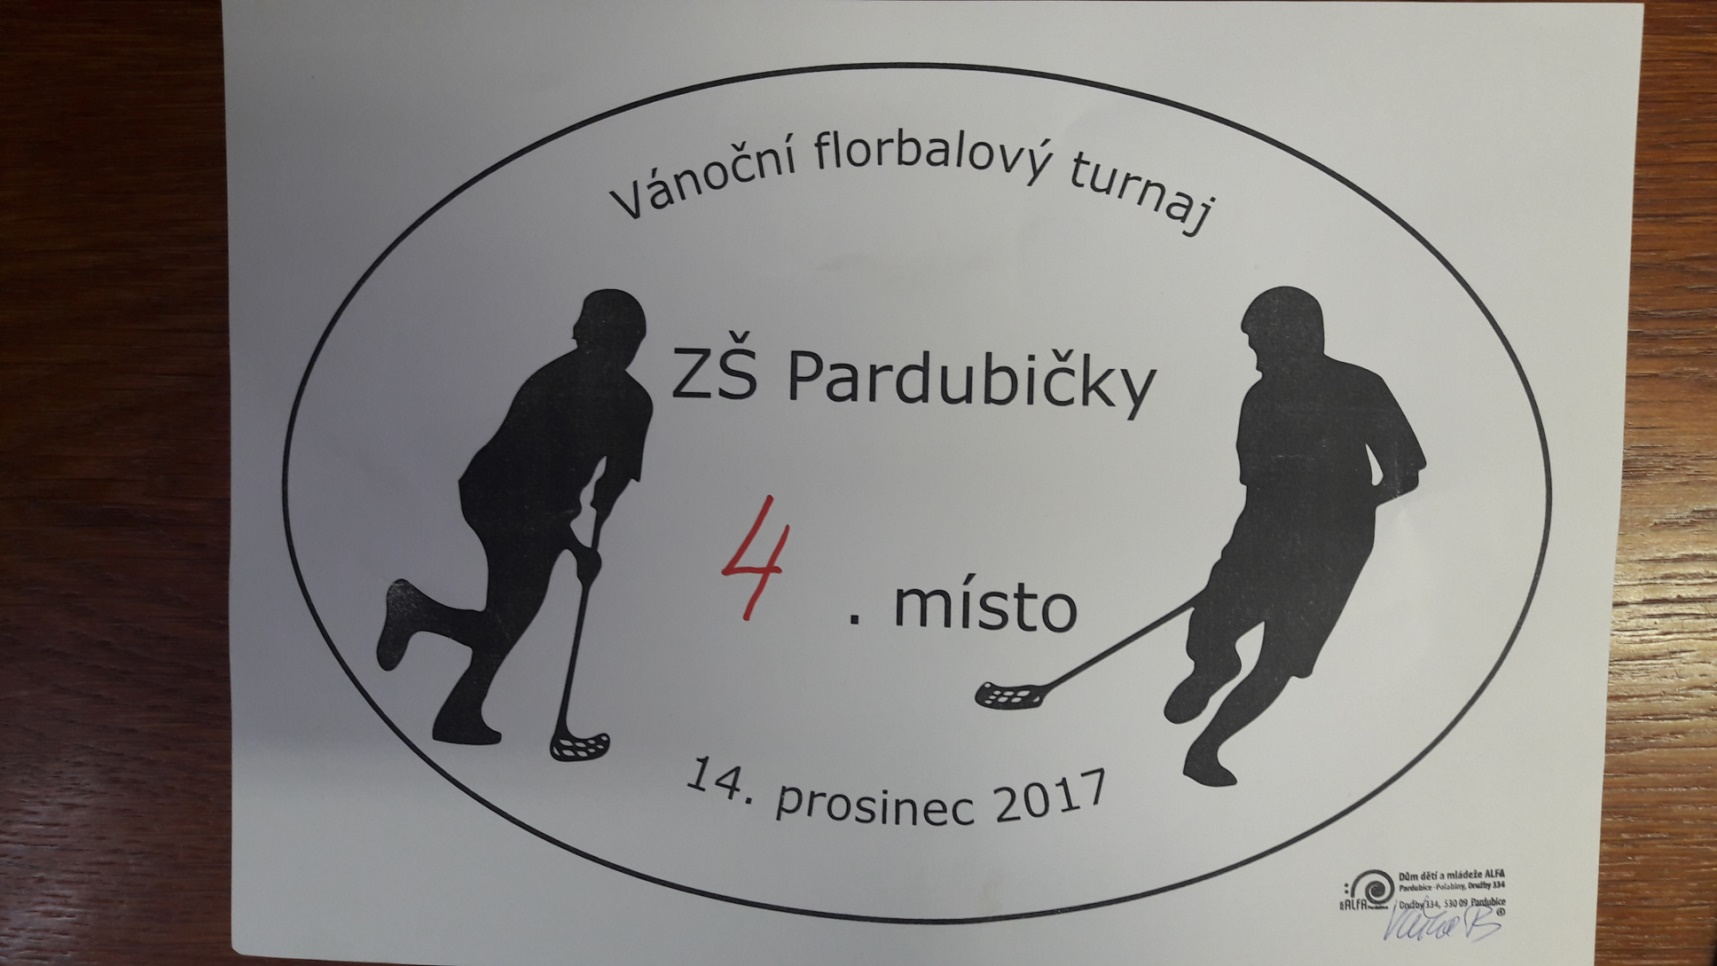 Vánoční florbalový turnaj
ZŠ Pardubičky
4 . místo
14. prosinec 2017
Dům dětí a mládeže ALFA
Pardubice - Polabiny, Družby 334
Družby 334, 530 09 Pardubice
ALFA